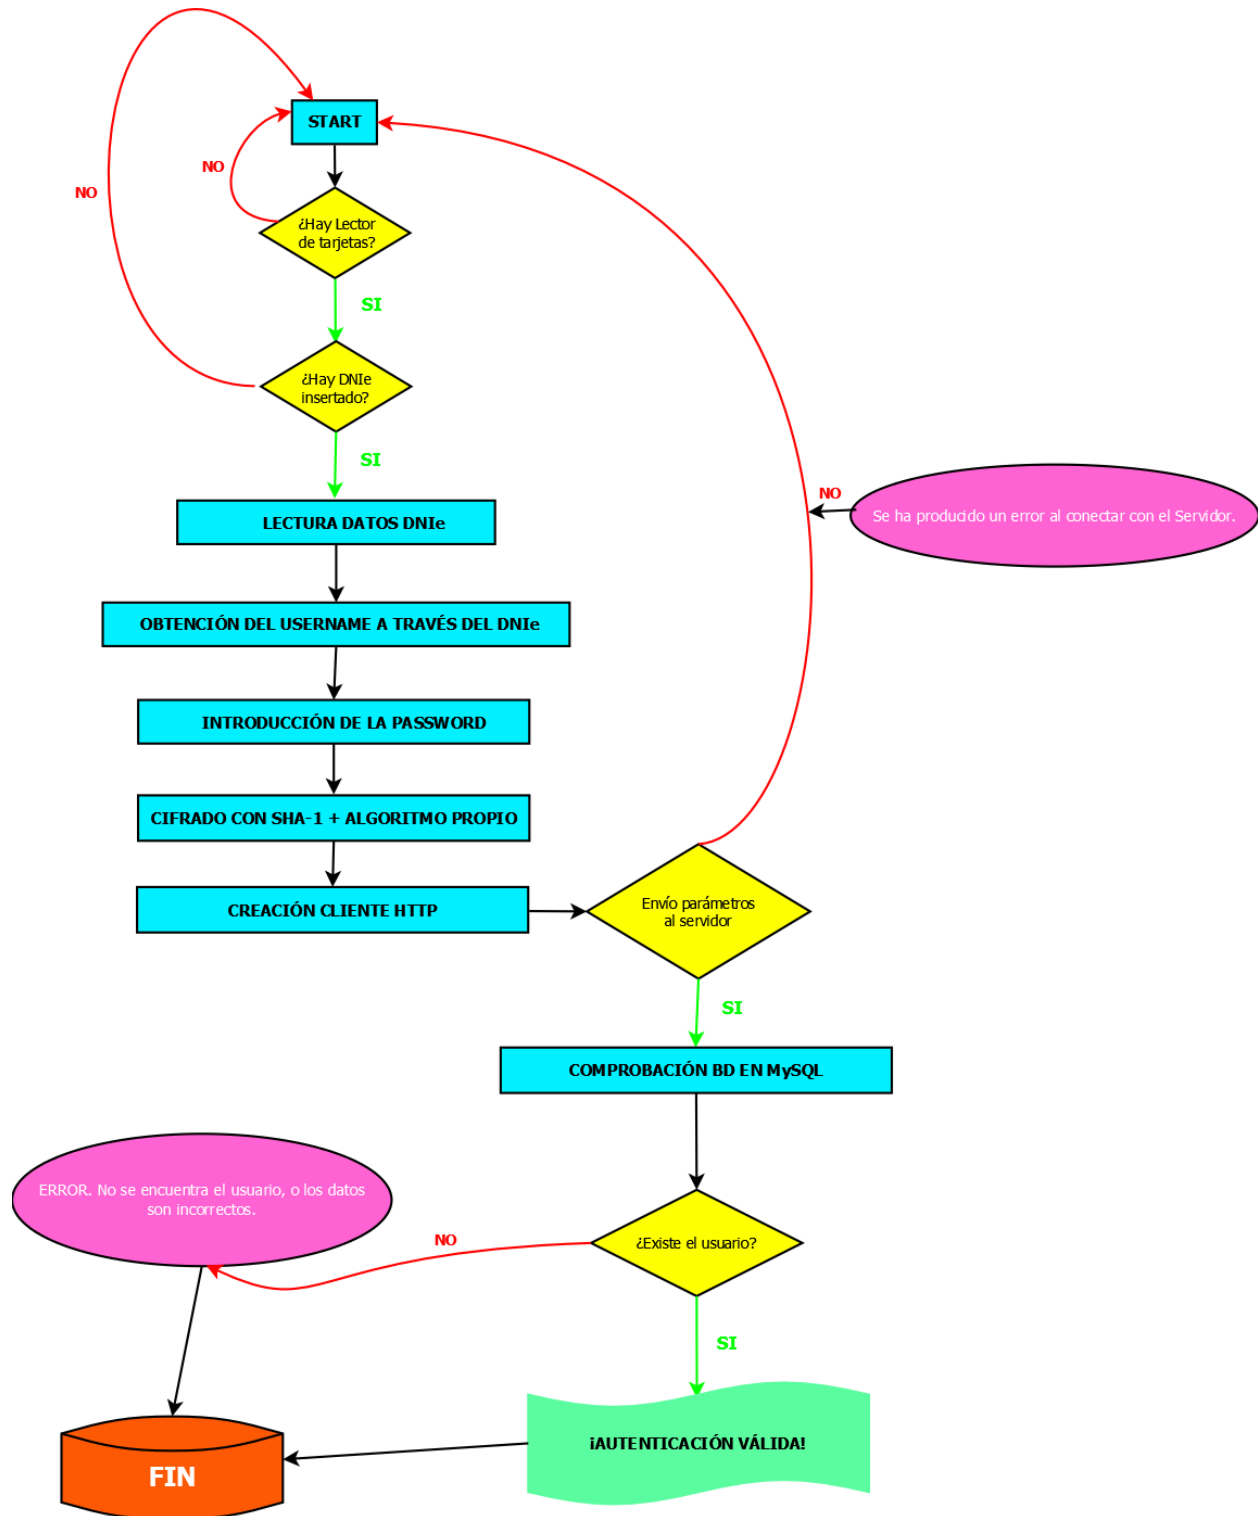 START
NO
NO
¿Hay Lector
de tarjetas?
SI
¿Hay DNIe
insertado?
SI
LECTURA DATOS DNIe
NO
Se ha producido un error al conectar con el Servidor.
OBTENCIÓN DEL USERNAME A TRAVÉS DEL DNIe
INTRODUCCIÓN DE LA PASSWORD
CIFRADO CON SHA-1 + ALGORITMO PROPIO
CREACIÓN CLIENTE HTTP
Envío parámetros
al servidor
SI
COMPROBACIÓN BD EN MySQL
ERROR. No se encuentra el usuario, o los datos
son incorrectos.
NO
¿Existe el usuario?
SI
¡AUTENTICACIÓN VÁLIDA!
FIN